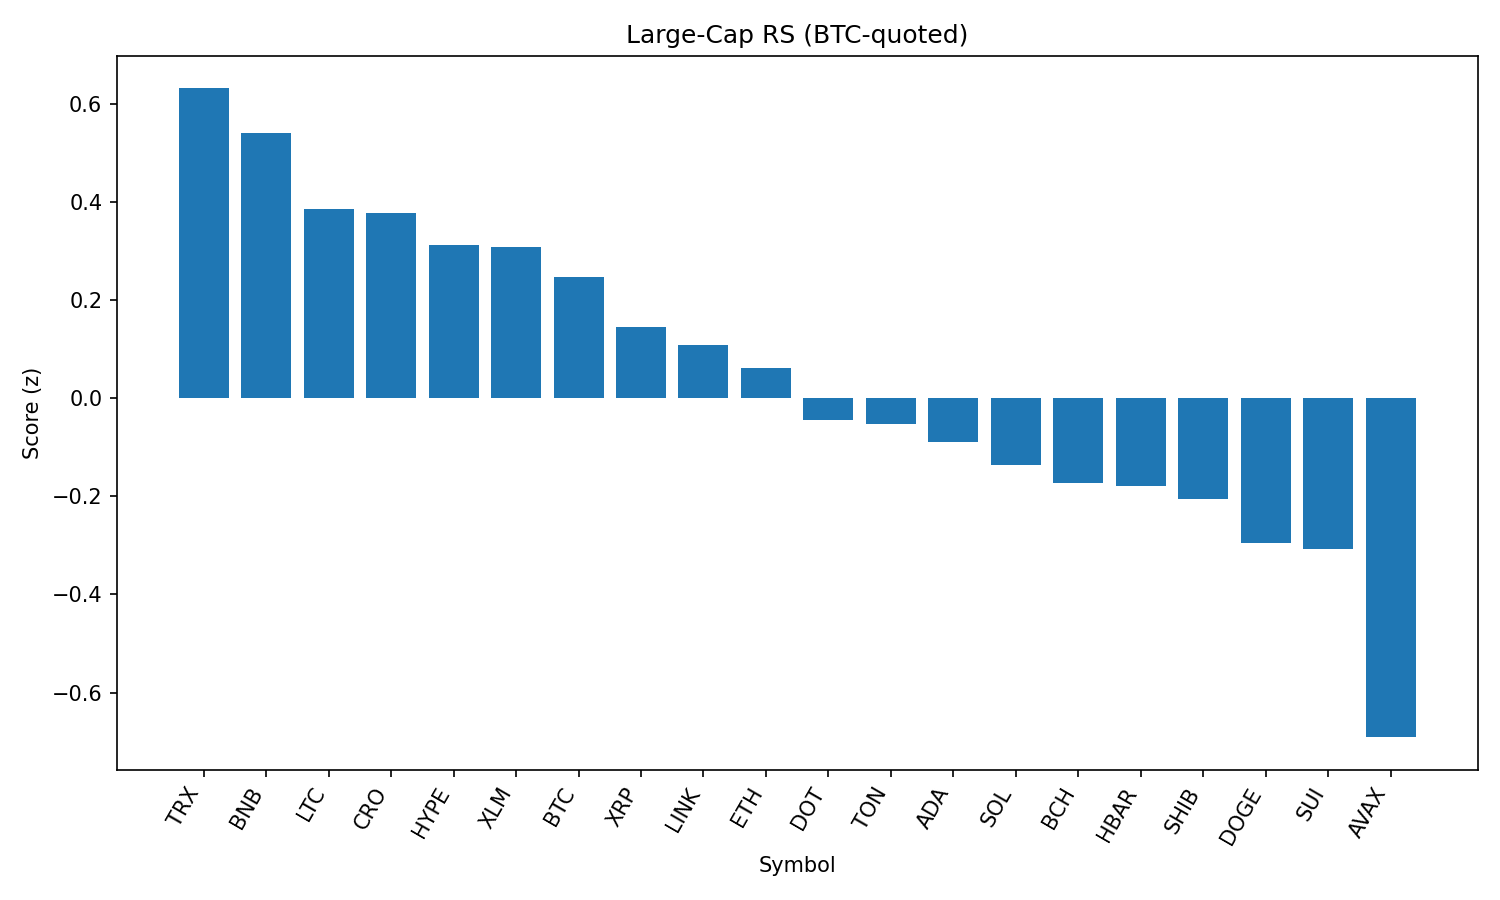 Large-Cap RS (BTC-quoted)
Score (z)
0.6
0.4
0.2
0.0
−0.2
−0.4
−0.6
TRX
BNB
LTC
CRO
HYPE
XLM
BTC
XRP
LINK
ETH
DOT
TON
ADA
SOL
BCH
HBAR
SHIB
DOGE
SUI
AVAX
Symbol